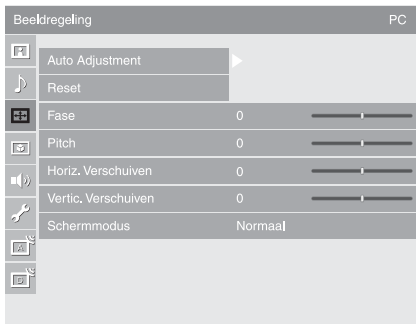 Beeldregeling PC
Auto Adjustment
Reset
Fase 0
Pitch 0
Horiz. Verschuiven 0
Vertic. Verschuiven 0
Schermmodus Normaal
A
D